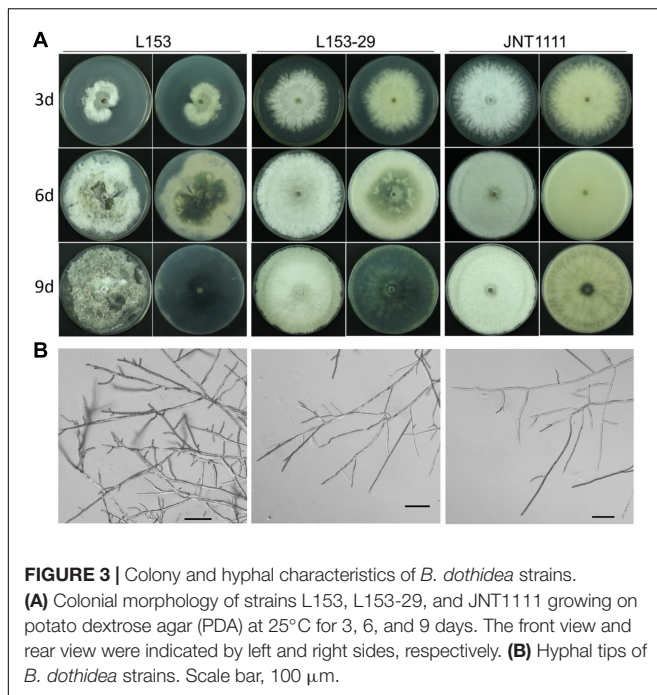 A
L153 L153-29 JNT1111
3d
6d
9d
B
FIGURE 3 | Colony and hyphal characteristics of B. dothidea strains.
(A) Colonial morphology of strains L153, L153-29, and JNT1111 growing on
potato dextrose agar (PDA) at 25°C for 3, 6, and 9 days. The front view and
rear view were indicated by left and right sides, respectively. (B) Hyphal tips of
B. dothidea strains. Scale bar, 100 μm.